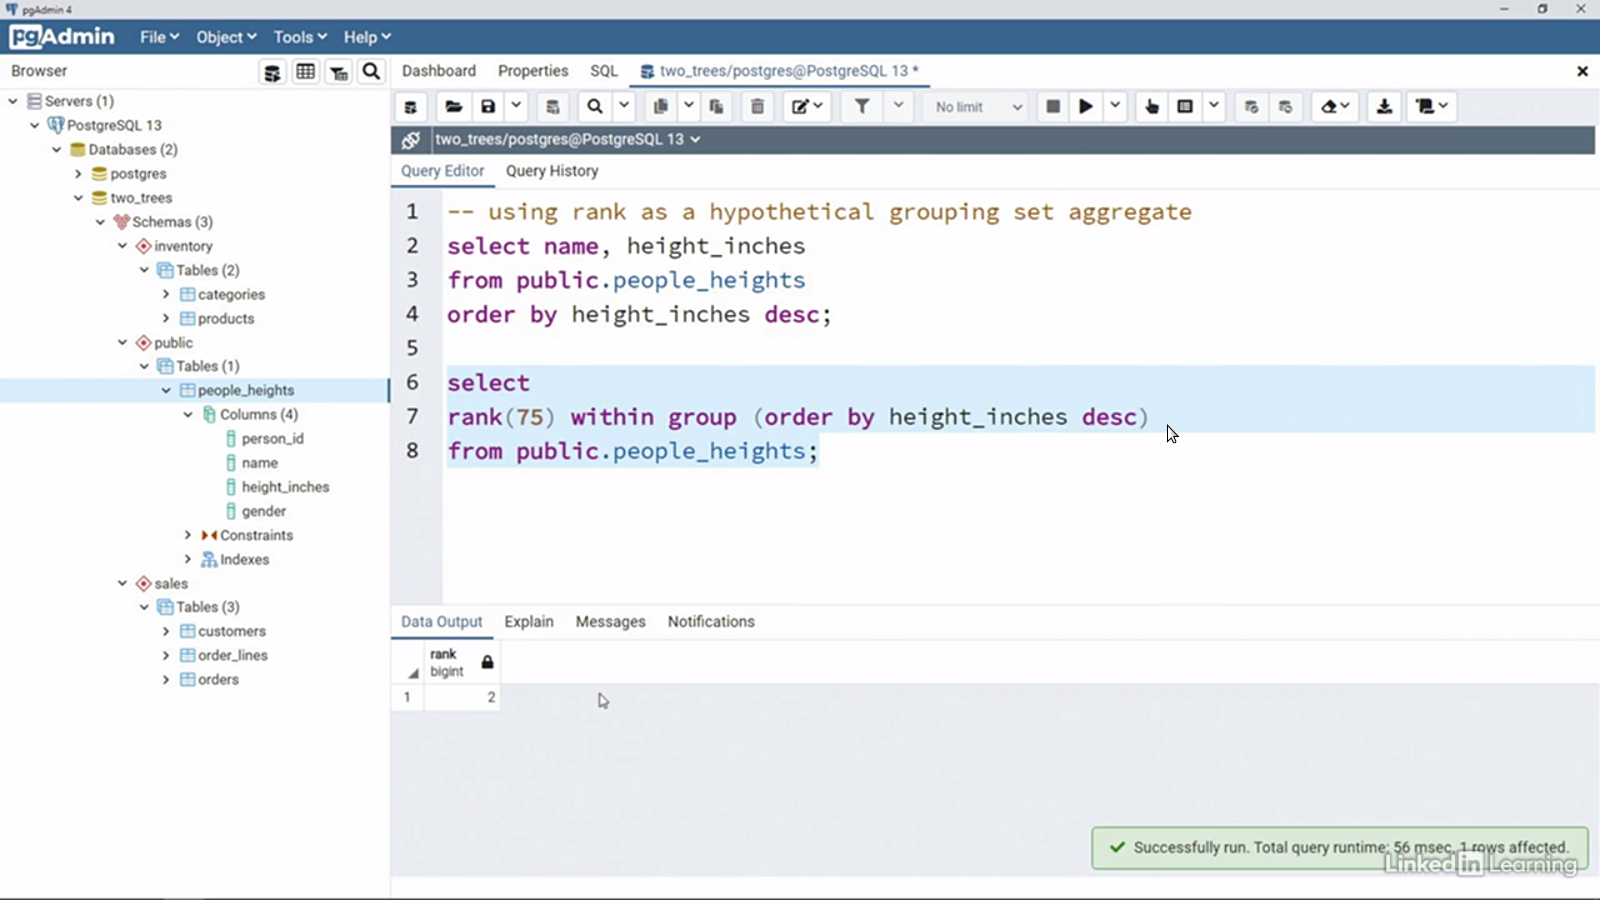 pgAdmin 4
pgAdmin File Object Tools Help
Browser
Dashboard Properties SQL two_trees/postgres@PostgreSQL 13 *
Servers (1)
PostgreSQL 13
Databases (2)
postgres
two_trees
Schemas (3)
inventory
Tables (2)
categories
products
public
Tables (1)
people_heights
Columns (4)
person_id
name
height_inches
gender
Constraints
Indexes
sales
Tables (3)
customers
order_lines
orders
No limit
two_trees/postgres@PostgreSQL 13
Query Editor Query History
1 -- using rank as a hypothetical grouping set aggregate
2 select name, height_inches
3 from public.people_heights
4 order by height_inches desc;
5
6 select
7 rank(75) within group (order by height_inches desc)
8 from public.people_heights;
Data Output Explain Messages Notifications
rank
bigint
1 2
Successfully run. Total query runtime: 56 msec. 1 rows affected.
Linked in Learning